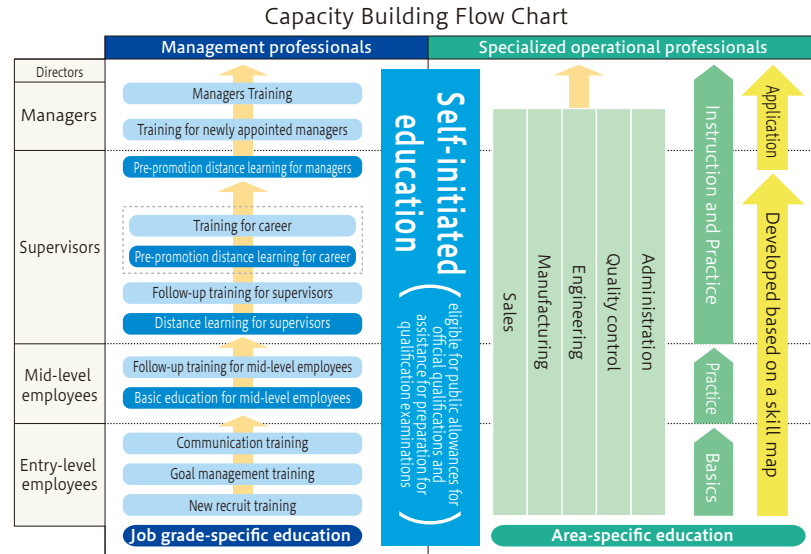 Capacity Building Flow Chart
Management professionals
Specialized operational professionals
Directors
Managers
Supervisors
Mid-level
employees
Entry-level
employees
Managers Training
Training for newly appointed managers
Pre-promotion distance learning for managers
Training for career
Pre-promotion distance learning for career
Follow-up training for supervisors
Distance learning for supervisors
Follow-up training for mid-level employees
Basic education for mid-level employees
Communication training
Goal management training
New recruit training
Job grade-specific education
Self-initiated
education
(eligible for public allowances for
official qualifications and
assistance for preparation for
qualification examinations
Sales
Manufacturing
Engineering
Quality control
Administration
Instruction and Practice
Practice
Basics
Application
Developed based on a skill map
Area-specific education